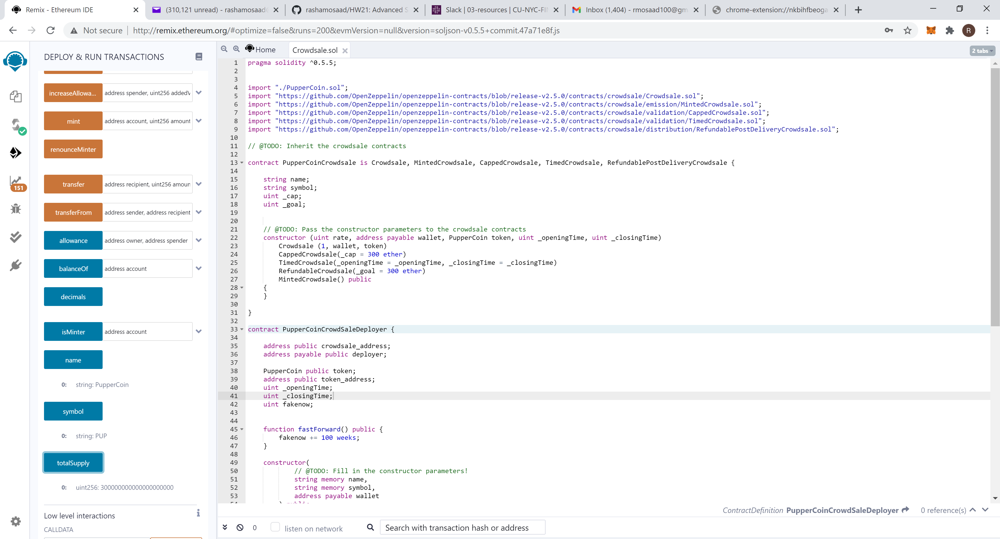 Remix - Ethereum IDE
(310,121 unread) - rashamosaad
rashamosaad/HW21: Advanced S
Slack | 03-resources | CU-NYC-FI
Inbox (1,404) - rmosaad100@gm
chrome-extension://nkbihfbeoga
Not secure
http://remix.ethereum.org/#optimize=false&runs=200&evmVersion=null&version=soljson-v0.5.5+commit.47a71e8f.js
R
DEPLOY & RUN TRANSACTIONS
increaseAllowa...
address spender, uint256 addedV
mint
address account, uint256 amount
renounceMinter
transfer
address recipient, uint256 amoun
transferFrom
address sender, address recipient
allowance
address owner, address spender
balanceOf
address account
decimals
isMinter
address account
name
0: string: PupperCoin
symbol
0: string: PUP
totalSupply
0: uint256: 300000000000000000000
Low level interactions
CALLDATA
151
Home
Crowdsale.sol
2 tabs
1 pragma solidity ^0.5.5;
2
3
4 import "./PupperCoin.sol";
5 import "https://github.com/OpenZeppelin/openzeppelin-contracts/blob/release-v2.5.0/contracts/crowdsale/Crowdsale.sol";
6 import "https://github.com/OpenZeppelin/openzeppelin-contracts/blob/release-v2.5.0/contracts/crowdsale/emission/MintedCrowdsale.sol";
7 import "https://github.com/OpenZeppelin/openzeppelin-contracts/blob/release-v2.5.0/contracts/crowdsale/validation/CappedCrowdsale.sol";
8 import "https://github.com/OpenZeppelin/openzeppelin-contracts/blob/release-v2.5.0/contracts/crowdsale/validation/TimedCrowdsale.sol";
9 import "https://github.com/OpenZeppelin/openzeppelin-contracts/blob/release-v2.5.0/contracts/crowdsale/distribution/RefundablePostDeliveryCrowdsale.sol";
10
11 // @TODO: Inherit the crowdsale contracts
12
13 contract PupperCoinCrowdsale is Crowdsale, MintedCrowdsale, CappedCrowdsale, TimedCrowdsale, RefundablePostDeliveryCrowdsale {
14
15 string name;
16 string symbol;
17 uint _cap;
18 uint _goal;
19
20
21 // @TODO: Pass the constructor parameters to the crowdsale contracts
22 constructor (uint rate, address payable wallet, PupperCoin token, uint _openingTime, uint _closingTime)
23 Crowdsale (1, wallet, token)
24 CappedCrowdsale(_cap = 300 ether)
25 TimedCrowdsale(_openingTime = _openingTime, _closingTime = _closingTime)
26 RefundableCrowdsale(_goal = 300 ether)
27 MintedCrowdsale() public
28 {
29 }
30
31 }
32
33 contract PupperCoinCrowdSaleDeployer {
34
35 address public crowdsale_address;
36 address payable public deployer;
37
38 PupperCoin public token;
39 address public token_address;
40 uint _openingTime;
41 uint _closingTime;
42 uint fakenow;
43
44
45 function fastForward() public {
46 fakenow += 100 weeks;
47 }
48
49 constructor(
50 // @TODO: Fill in the constructor parameters!
51 string memory name,
52 string memory symbol,
53 address payable wallet
ContractDefinition PupperCoinCrowdSaleDeployer 0 reference(s)
0
listen on network
Search with transaction hash or address